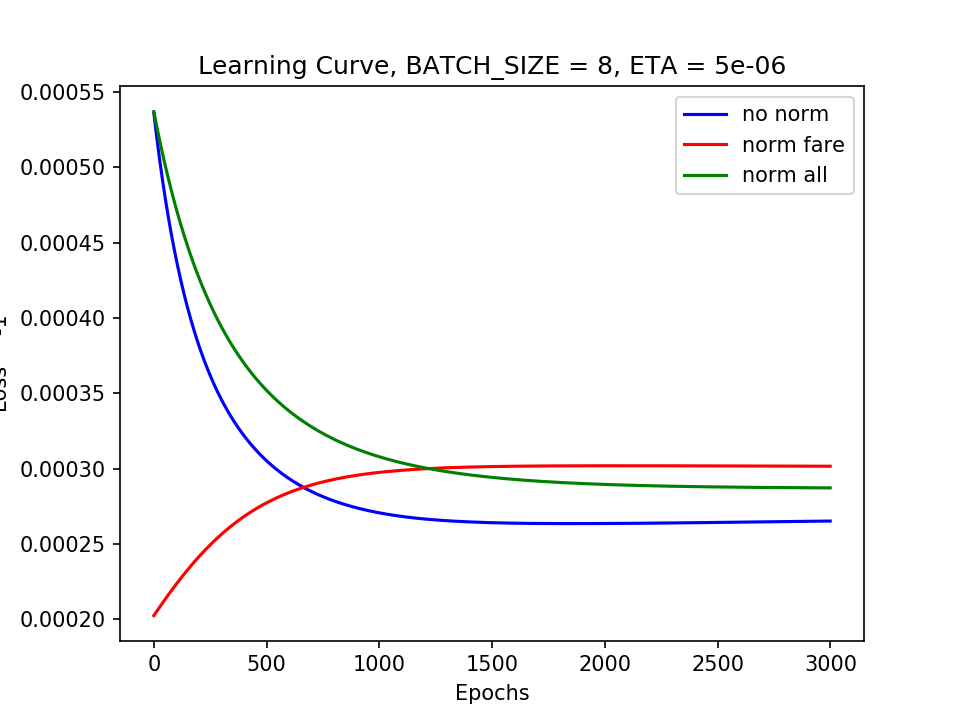 Learning Curve, BATCH_SIZE = 8, ETA = 5e-06
no norm
norm fare
norm all
0.00055
0.00050
0.00045
0.00040
0.00035
0.00030
0.00025
0.00020
0 500 1000 1500 2000 2500 3000
Epochs